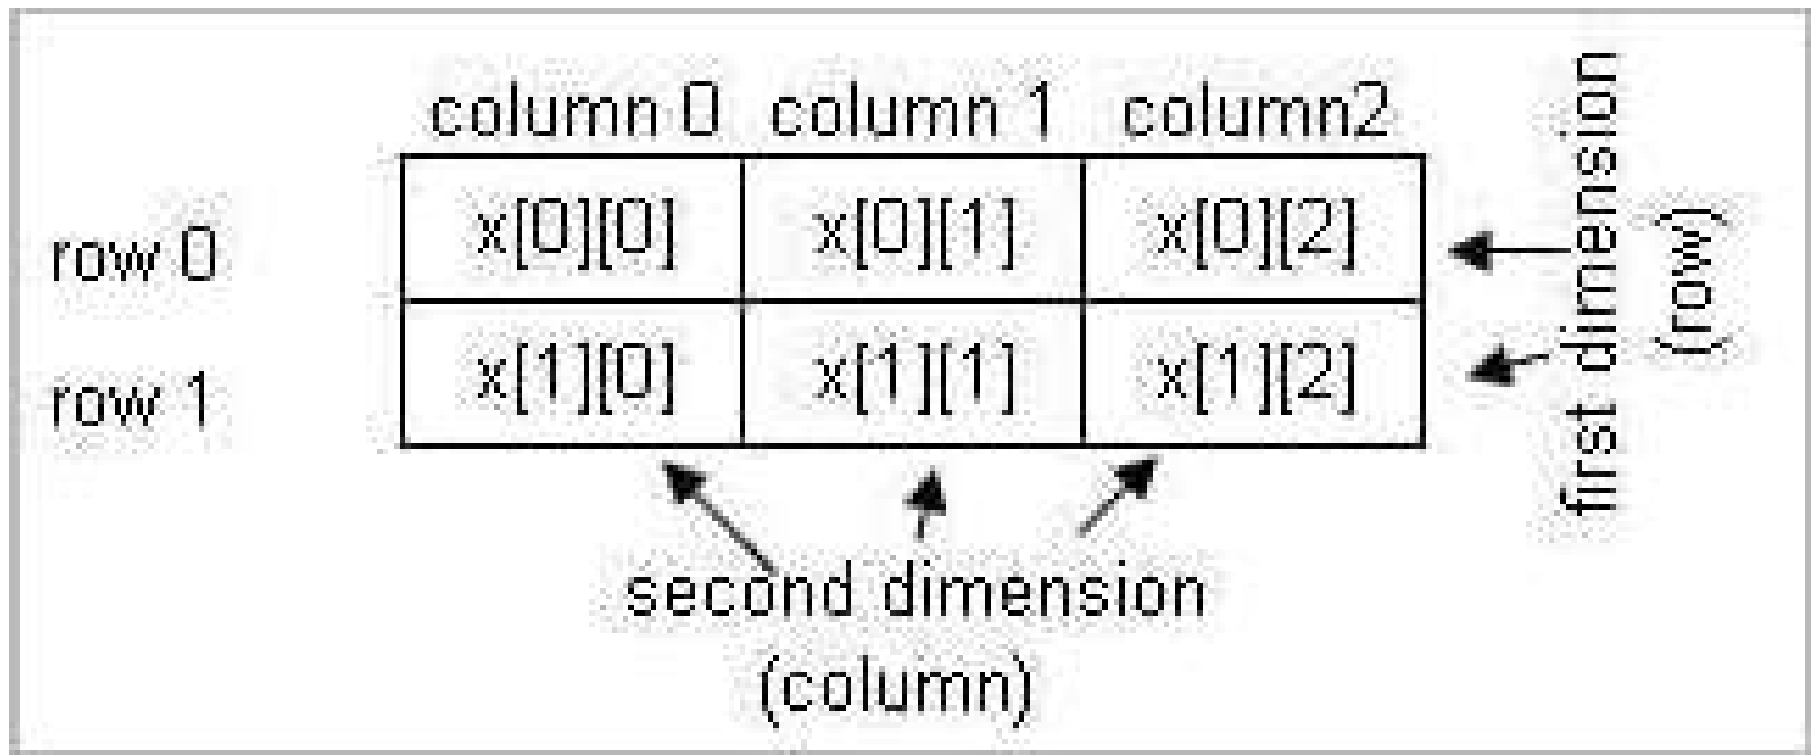 column 0 column 1 column2
row 0 x[0][0] x[0][1] x[0][2]
row 1 x[1][0] x[1][1] x[1][2]
first dimension
(row)
second dimension
(column)